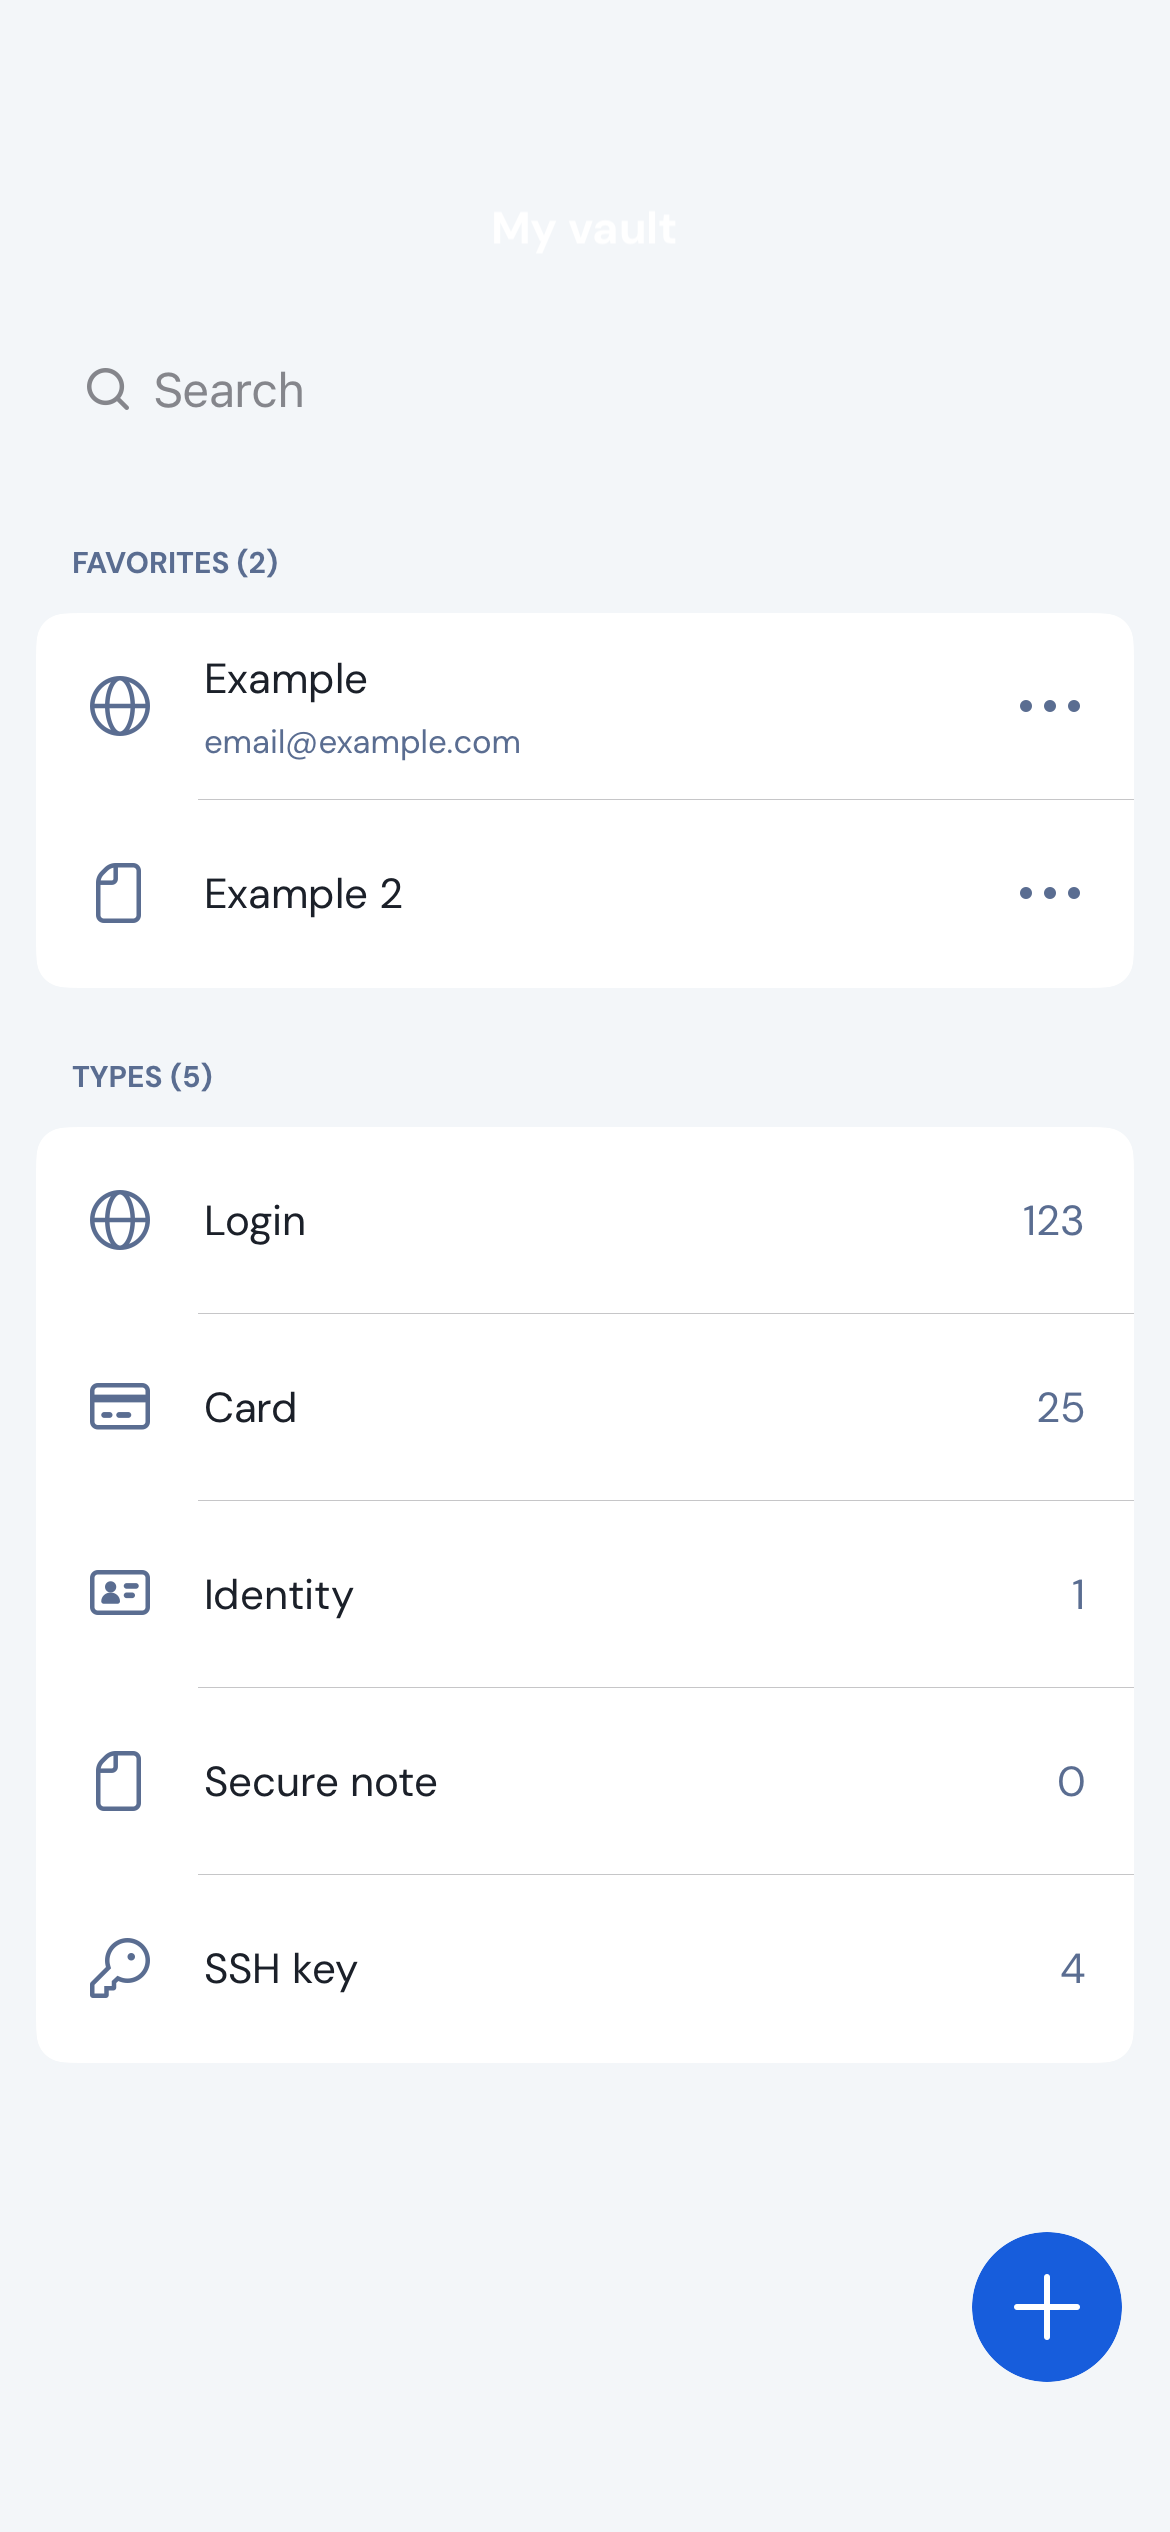 My vault
Search
FAVORITES (2)
Example
email@example.com
Example 2
TYPES (5)
Login 123
Card 25
Identity 1
Secure note 0
SSH key 4